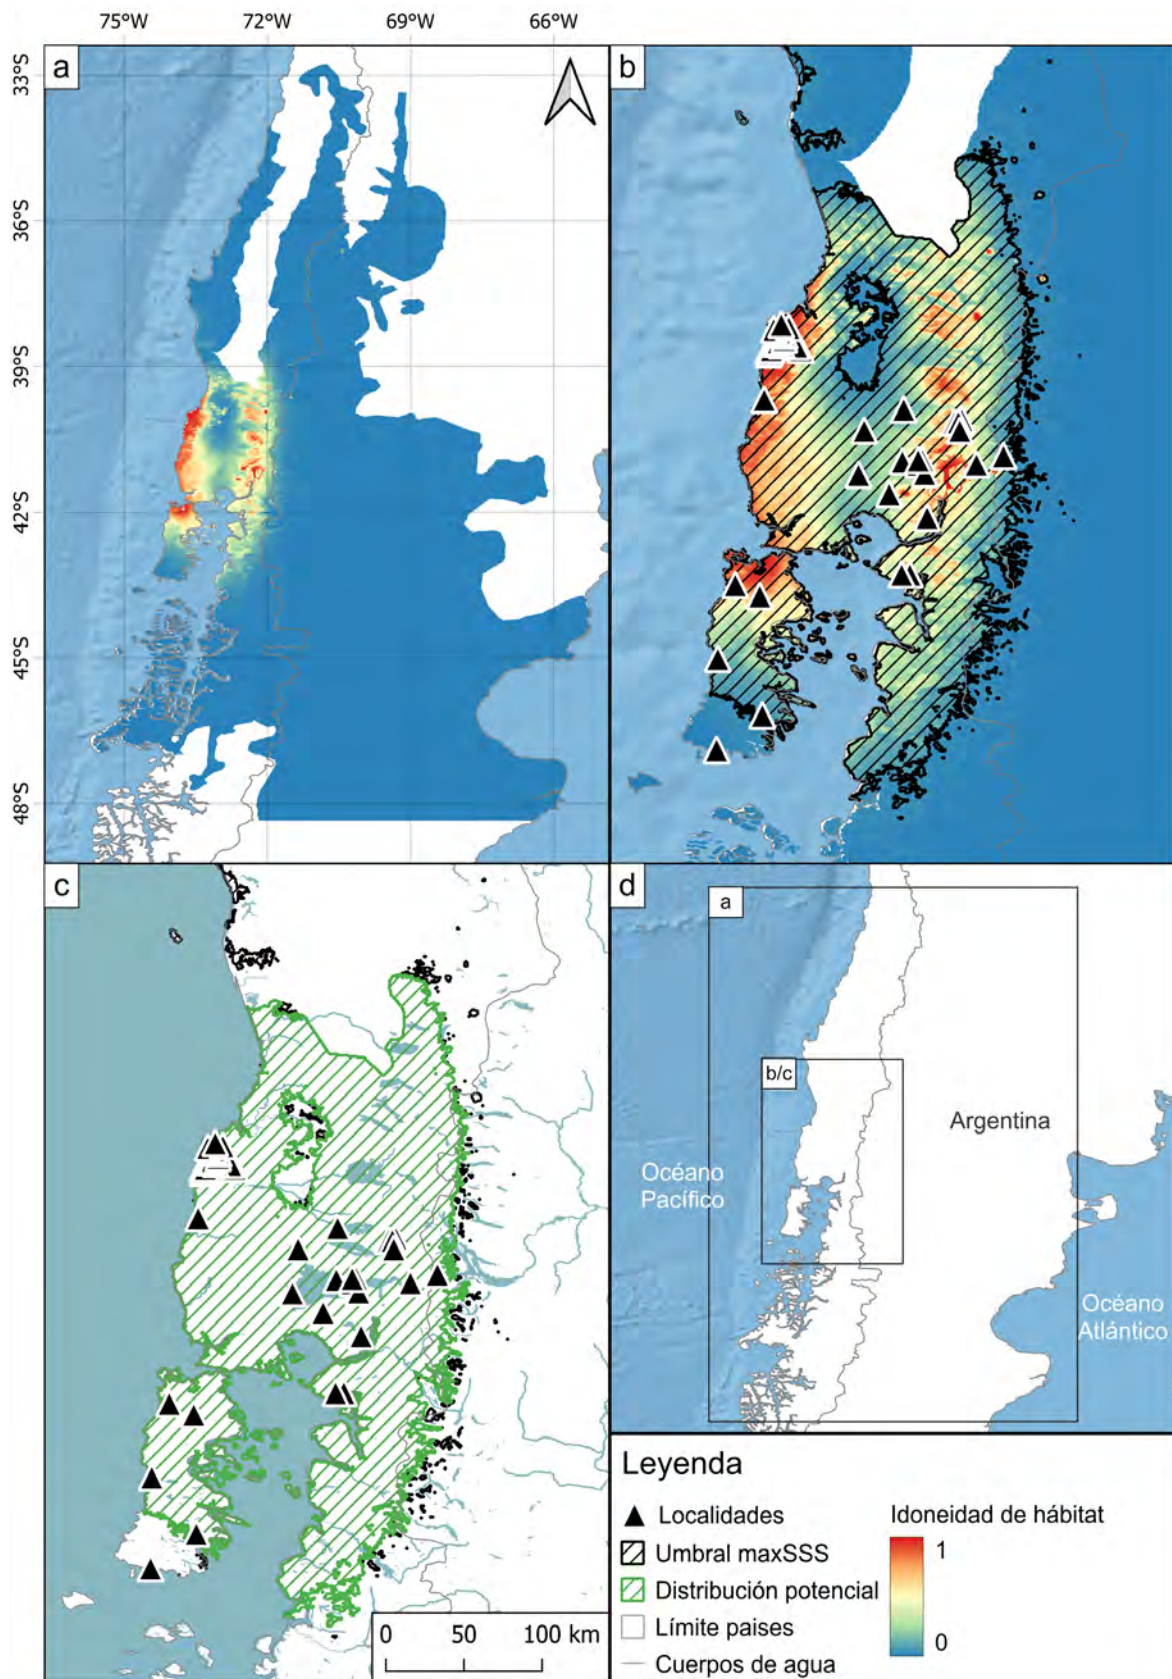 75°W 72°W 69°W 66°W
a
b
33°S
36°S
39°S
42°S
45°S
48°S
c
d
a
b/c
Argentina
Océano
Pacífico
Océano
Atlántico
0 50 100 km
Leyenda
Localidades
Umbral maxSSS
Distribución potencial
Límite paises
Cuerpos de agua
Idoneidad de hábitat
1
0